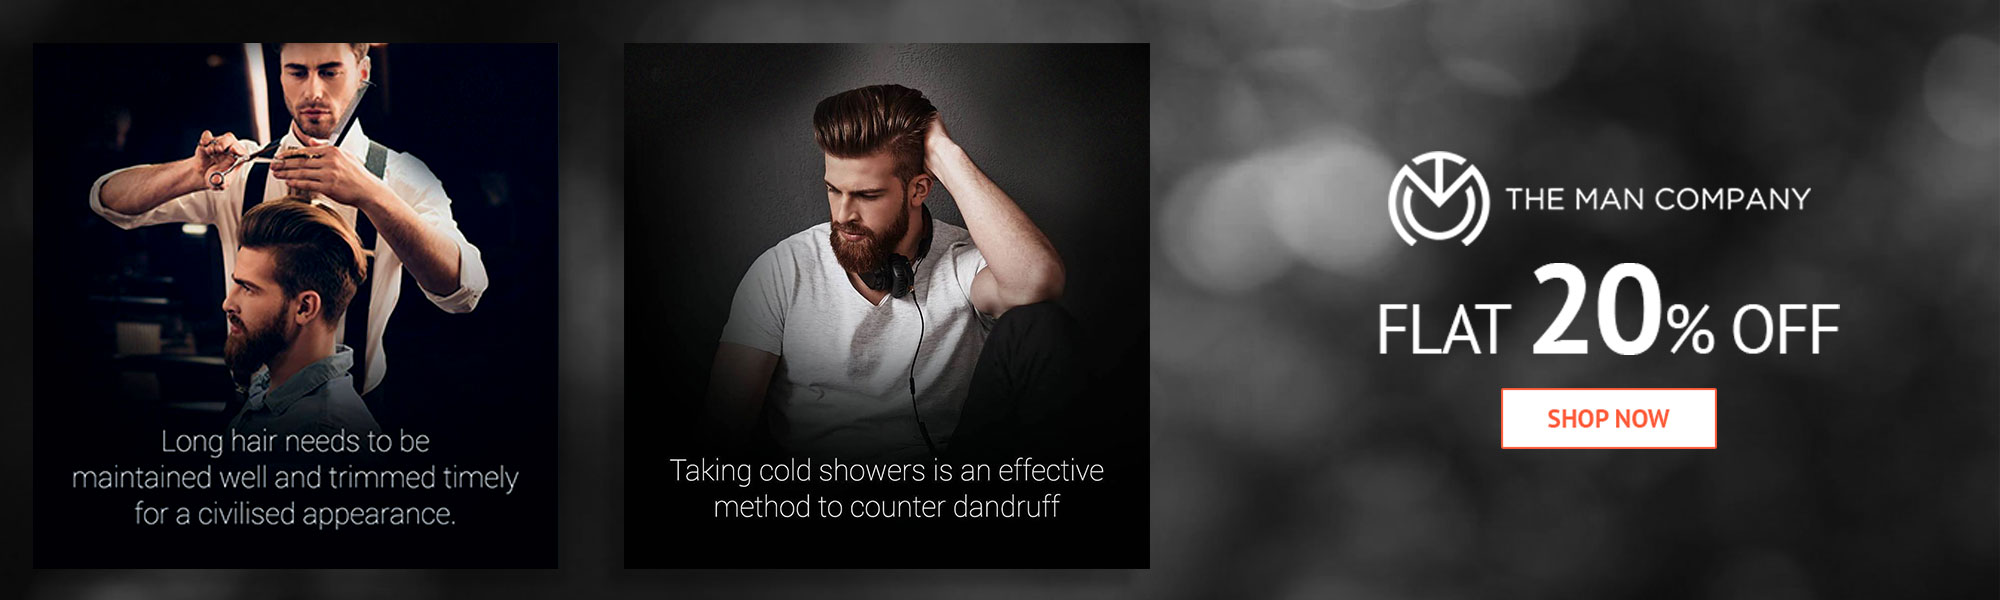 Long hair needs to be
maintained well and trimmed timely
for a civilised appearance.
Taking cold showers is an effective
method to counter dandruff
THE MAN COMPANY
FLAT 20% OFF
SHOP NOW